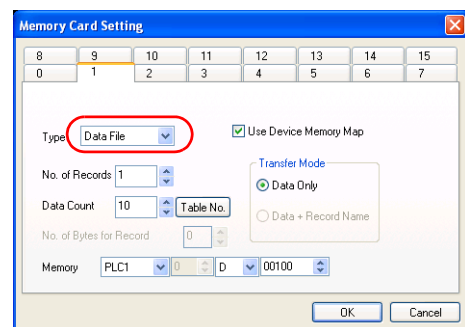 Memory Card Setting
8 9 10 11 12 13 14 15
0 1 2 3 4 5 6 7
Type Data File Use Device Memory Map
No. of Records 1 Transfer Mode
Data Only
Data Count 10 Table No.
Data + Record Name
No. of Bytes for Record 0
Memory PLC1 0 D 00100
OK Cancel